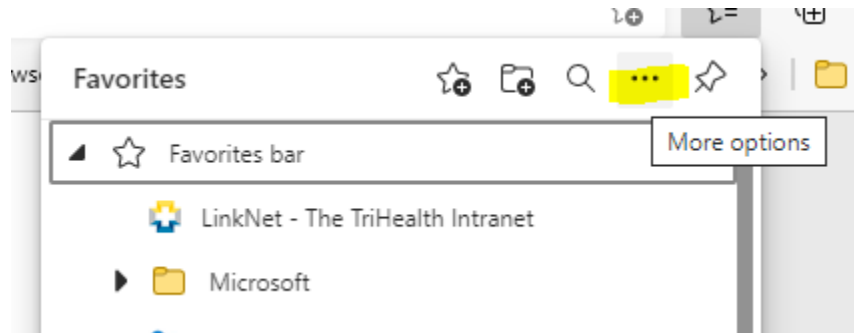 Favorites
More options
Favorites bar
LinkNet - The TriHealth Intranet
Microsoft